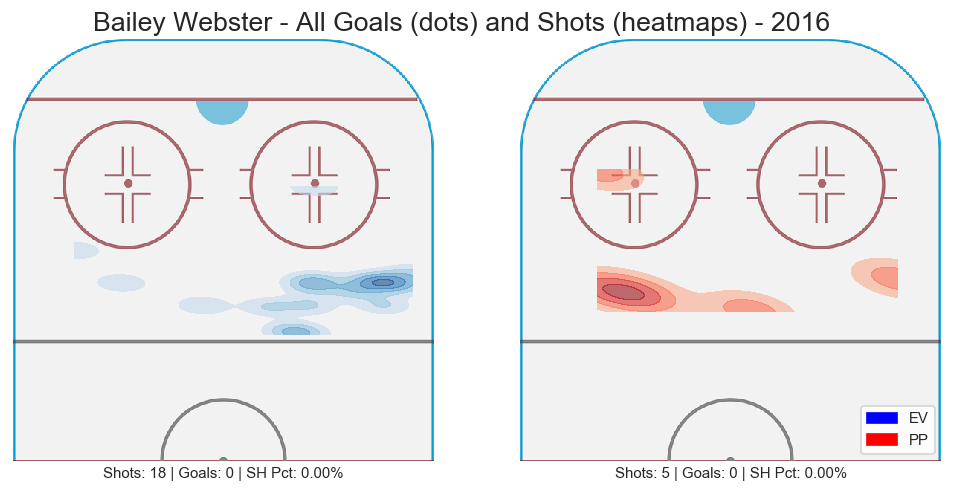 Bailey Webster - All Goals (dots) and Shots (heatmaps) - 2016
EV
PP
Shots: 18 | Goals: 0 | SH Pct: 0.00%
Shots: 5 | Goals: 0 | SH Pct: 0.00%